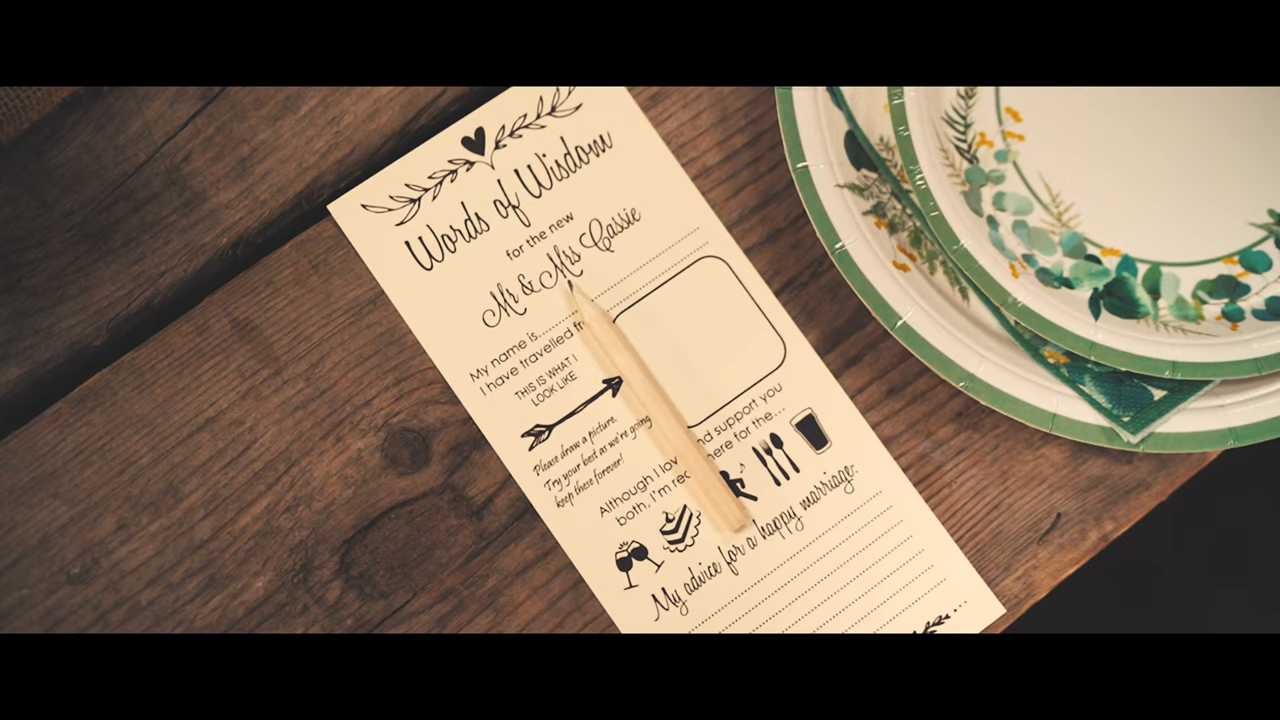 Words of Wisdom
for the new
Mr & Mrs Cassie
My name is
I have travelled
THIS IS WHAT I
LOOK LIKE
Please draw a picture.
Try your best as we're going
keep these forever!
Although I lov nd support you
both, I'm rea here for the...
My advice for a happy marriage: